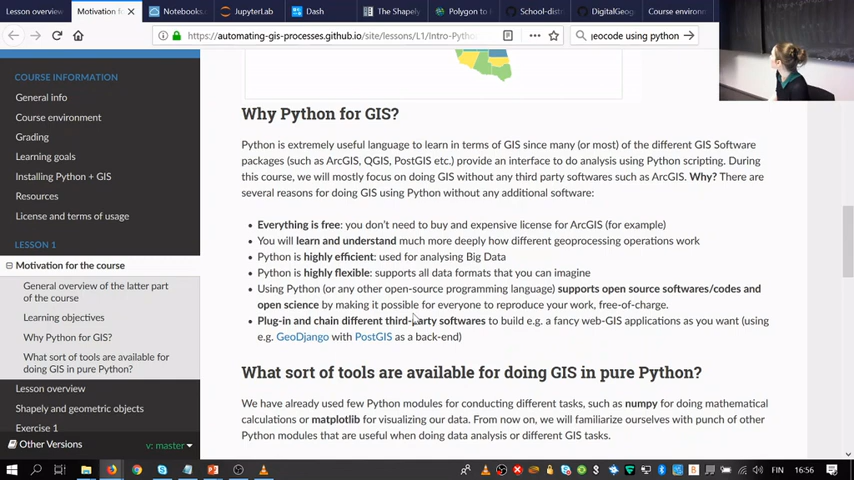 Lesson overview
Motivation for t
Notebooks.
JupyterLab
Dash
The Shapely
Polygon to
School-dist
DigitalGeog
Course environ
https://automating-gis-processes.github.io/site/lessons/L1/Intro-Pytho
eocode using python
COURSE INFORMATION
General info
Course environment
Grading
Learning goals
Installing Python + GIS
Resources
License and terms of usage
LESSON 1
Motivation for the course
General overview of the latter part
of the course
Learning objectives
Why Python for GIS?
What sort of tools are available for
doing GIS in pure Python?
Lesson overview
Shapely and geometric objects
Exercise 1
Other Versions
v: master
Why Python for GIS?
Python is extremely useful language to learn in terms of GIS since many (or most) of the different GIS Software
packages (such as ArcGIS, QGIS, PostGIS etc.) provide an interface to do analysis using Python scripting. During
this course, we will mostly focus on doing GIS without any third party softwares such as ArcGIS. Why? There are
several reasons for doing GIS using Python without any additional software:
• Everything is free: you don't need to buy and expensive license for ArcGIS (for example)
• You will learn and understand much more deeply how different geoprocessing operations work
• Python is highly efficient: used for analysing Big Data
• Python is highly flexible: supports all data formats that you can imagine
• Using Python (or any other open-source programming language) supports open source softwares/codes and
open science by making it possible for everyone to reproduce your work, free-of-charge.
• Plug-in and chain different third-party softwares to build e.g. a fancy web-GIS applications as you want (using
e.g. GeoDjango with PostGIS as a back-end)
What sort of tools are available for doing GIS in pure Python?
We have already used few Python modules for conducting different tasks, such as numpy for doing mathematical
calculations or matplotlib for visualizing our data. From now on, we will familiarize ourselves with punch of other
Python modules that are useful when doing data analysis or different GIS tasks.
FIN
16:56